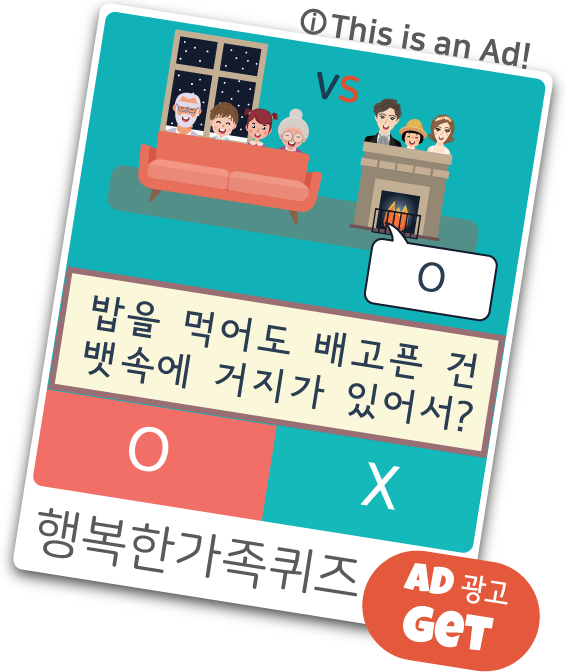 ⓘThis is an Ad!
VS
O
밥을 먹어도 배고픈 건
뱃속에 거지가 있어서?
O
X
행복한가족퀴즈
AD 광고
GET